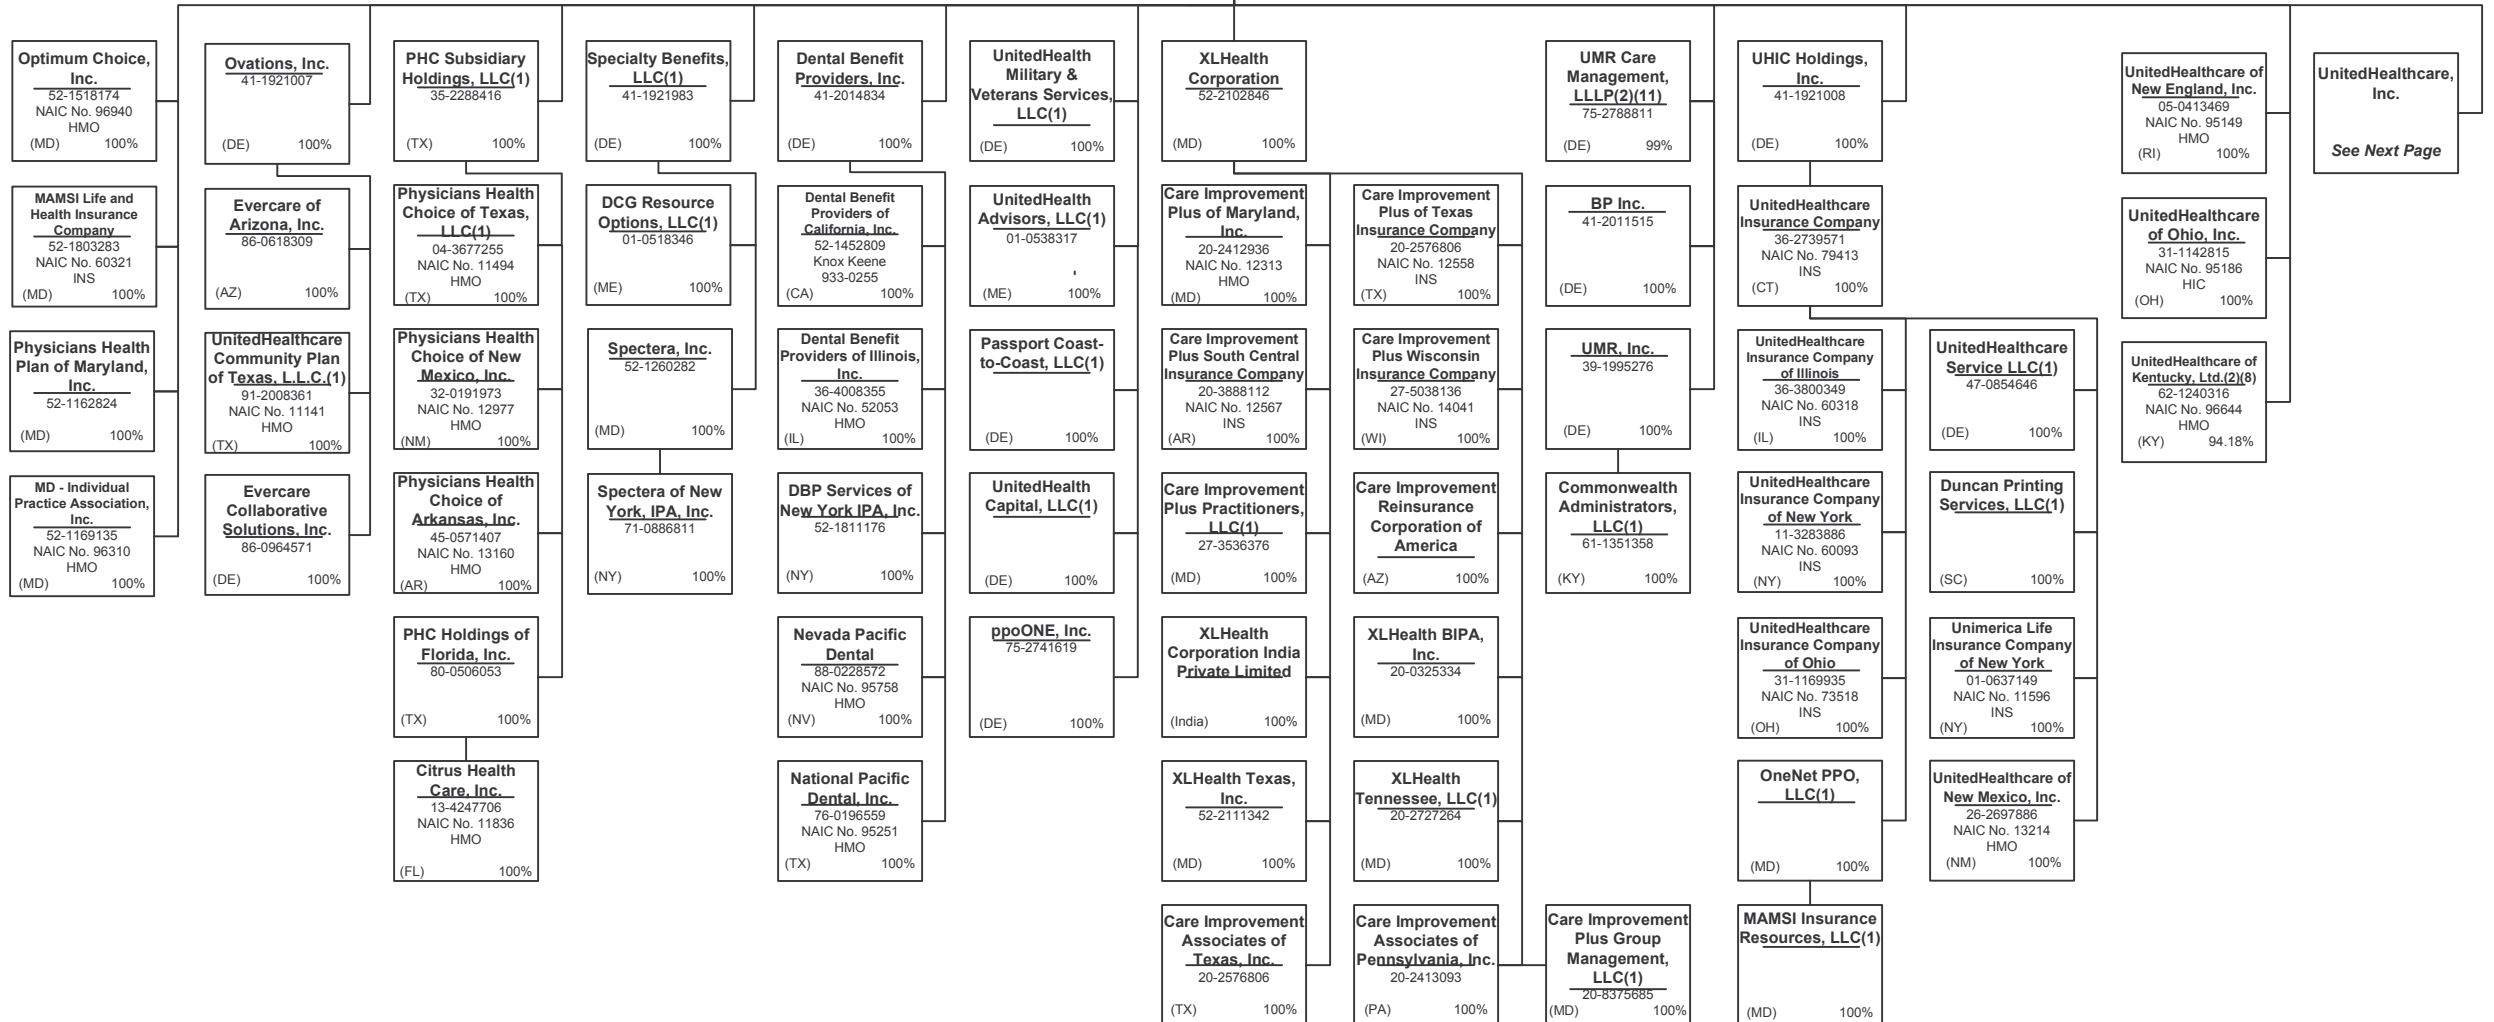 Optimum Choice,
Inc.
52-1518174
NAIC No. 96940
HMO
(MD) 100%
MAMSI Life and
Health Insurance
Company
52-1803283
NAIC No. 60321
INS
(MD) 100%
Physicians Health
Plan of Maryland,
Inc.
52-1162824
(MD) 100%
MD - Individual
Practice Association,
Inc.
52-1169135
NAIC No. 96310
HMO
(MD) 100%
Ovations, Inc.
41-1921007
(DE) 100%
Evercare of
Arizona, Inc.
86-0618309
(AZ) 100%
UnitedHealthcare
Community Plan
of Texas, L.L.C.(1)
91-2008361
NAIC No. 11141
HMO
(TX) 100%
Evercare
Collaborative
Solutions, Inc.
86-0964571
(DE) 100%
PHC Subsidiary
Holdings, LLC(1)
35-2288416
(TX) 100%
Physicians Health
Choice of Texas,
LLC(1)
04-3677255
NAIC No. 11494
HMO
(TX) 100%
Physicians Health
Choice of New
Mexico, Inc.
32-0191973
NAIC No. 12977
HMO
(NM) 100%
Physicians Health
Choice of
Arkansas, Inc.
45-0571407
NAIC No. 13160
HMO
(AR) 100%
PHC Holdings of
Florida, Inc.
80-0506053
(TX) 100%
Citrus Health
Care, Inc.
13-4247706
NAIC No. 11836
HMO
(FL) 100%
Specialty Benefits,
LLC(1)
41-1921983
(DE) 100%
DCG Resource
Options, LLC(1)
01-0518346
(ME) 100%
Spectera, Inc.
52-1260282
(MD) 100%
Spectera of New
York, IPA, Inc.
71-0886811
(NY) 100%
Dental Benefit
Providers, Inc.
41-2014834
(DE) 100%
Dental Benefit
Providers of
California, Inc.
52-1452809
Knox Keene
933-0255
(CA) 100%
Dental Benefit
Providers of Illinois,
Inc.
36-4008355
NAIC No. 52053
HMO
(IL) 100%
DBP Services of
New York IPA, Inc.
52-1811176
(NY) 100%
Nevada Pacific
Dental
88-0228572
NAIC No. 95758
HMO
(NV) 100%
National Pacific
Dental, Inc.
76-0196559
NAIC No. 95251
HMO
(TX) 100%
UnitedHealth
Military &
Veterans Services,
LLC(1)
(DE) 100%
UnitedHealth
Advisors, LLC(1)
01-0538317
(ME) 100%
Passport Coast-
to-Coast, LLC(1)
(DE) 100%
UnitedHealth
Capital, LLC(1)
(DE) 100%
ppoONE, Inc.
75-2741619
(DE) 100%
XLHealth
Corporation
52-2102846
(MD) 100%
Care Improvement
Plus of Maryland,
Inc.
20-2412936
NAIC No. 12313
HMO
(MD) 100%
Care Improvement
Plus South Central
Insurance Company
20-3888112
NAIC No. 12567
INS
(AR) 100%
Care Improvement
Plus Practitioners,
LLC(1)
27-3536376
(MD) 100%
XLHealth
Corporation India
Private Limited
(India) 100%
XLHealth Texas,
Inc.
52-2111342
(MD) 100%
Care Improvement
Associates of
Texas, Inc.
20-2576806
(TX) 100%
Care Improvement
Plus of Texas
Insurance Company
20-2576806
NAIC No. 12558
INS
(TX) 100%
Care Improvement
Plus Wisconsin
Insurance Company
27-5038136
NAIC No. 14041
INS
(WI) 100%
Care Improvement
Reinsurance
Corporation of
America
(AZ) 100%
XLHealth BIPA,
Inc.
20-0325334
(MD) 100%
XLHealth
Tennessee, LLC(1)
20-2727264
(MD) 100%
Care Improvement
Associates of
Pennsylvania, Inc.
20-2413093
(PA) 100%
Care Improvement
Plus Group
Management,
LLC(1)
20-8375685
(MD) 100%
UMR Care
Management,
LLLP(2)(11)
75-2788811
(DE) 99%
BP Inc.
41-2011515
(DE) 100%
UMR, Inc.
39-1995276
(DE) 100%
Commonwealth
Administrators,
LLC(1)
61-1351358
(KY) 100%
UHIC Holdings,
Inc.
41-1921008
(DE) 100%
UnitedHealthcare
Insurance Company
36-2739571
NAIC No. 79413
INS
(CT) 100%
UnitedHealthcare
Insurance Company
of Illinois
36-3800349
NAIC No. 60318
INS
(IL) 100%
UnitedHealthcare
Insurance Company
of New York
11-3283886
NAIC No. 60093
INS
(NY) 100%
UnitedHealthcare
Insurance Company
of Ohio
31-1169935
NAIC No. 73518
INS
(OH) 100%
OneNet PPO,
LLC(1)
(MD) 100%
MAMSI Insurance
Resources, LLC(1)
(MD) 100%
UnitedHealthcare
Service LLC(1)
47-0854646
(DE) 100%
Duncan Printing
Services, LLC(1)
(SC) 100%
Unimerica Life
Insurance Company
of New York
01-0637149
NAIC No. 11596
INS
(NY) 100%
UnitedHealthcare of
New Mexico, Inc.
26-2697886
NAIC No. 13214
HMO
(NM) 100%
UnitedHealthcare of
New England, Inc.
05-0413469
NAIC No. 95149
HMO
(RI) 100%
UnitedHealthcare
of Ohio, Inc.
31-1142815
NAIC No. 95186
HIC
(OH) 100%
UnitedHealthcare of
Kentucky, Ltd.(2)(8)
62-1240316
NAIC No. 96644
HMO
(KY) 94.18%
UnitedHealthcare,
Inc.
See Next Page